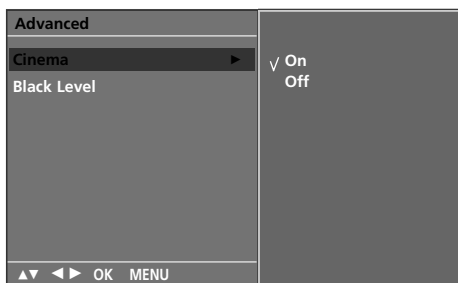 Advanced
Cinema ►
Black Level
√ On
Off
▲▼ ◄► OK MENU